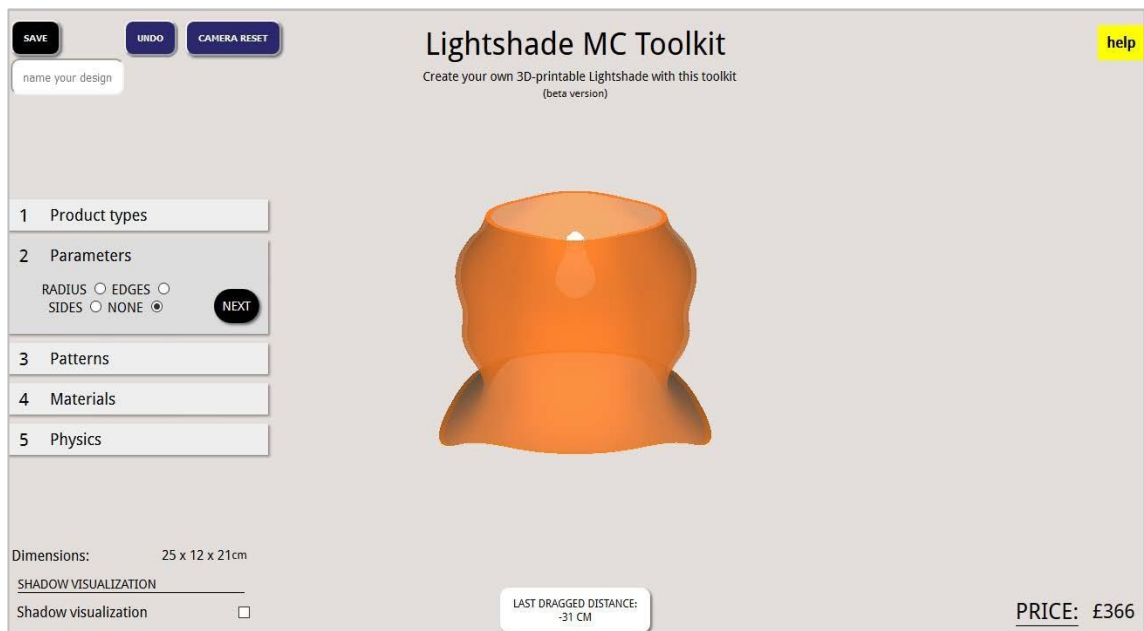 SAVE
UNDO
CAMERA RESET
name your design
Lightshade MC Toolkit
Create your own 3D-printable Lightshade with this toolkit
(beta version)
help
1 Product types
2 Parameters
RADIUS EDGES
SIDES NONE
NEXT
3 Patterns
4 Materials
5 Physics
Dimensions: 25 x 12 x 21cm
SHADOW VISUALIZATION
Shadow visualization
LAST DRAGGED DISTANCE:
-31 CM
PRICE: £366